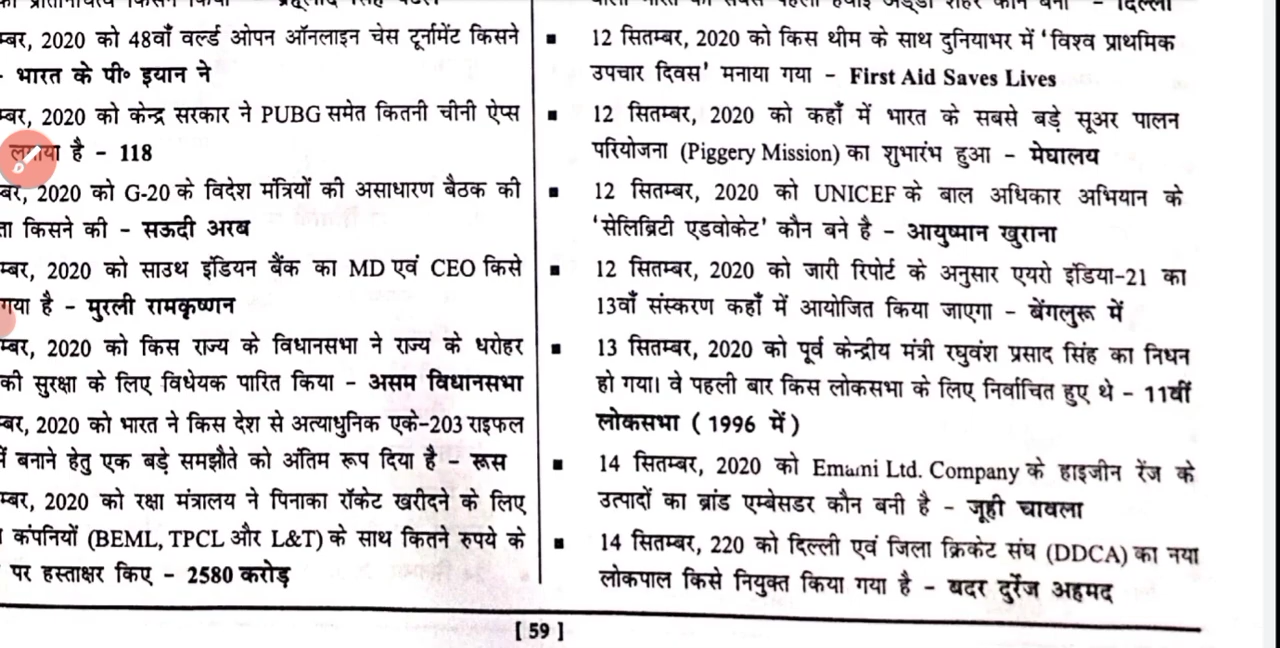 म्बर, 2020 को 48वाँ वर्ल्ड ओपन ऑनलाइन चेस टूर्नामेंट किसने
- भारत के पी॰ इयान ने
म्बर, 2020 को केन्द्र सरकार ने PUBG समेत कितनी चीनी ऐप्स
लगाया है - 118
बर, 2020 को G-20 के विदेश मंत्रियों की असाधारण बैठक की
ता किसने की - सऊदी अरब
म्बर, 2020 को साउथ इंडियन बैंक का MD एवं CEO किसे
गया है - मुरली रामकृष्णन
म्बर, 2020 को किस राज्य के विधानसभा ने राज्य के धरोहर
की सुरक्षा के लिए विधेयक पारित किया - असम विधानसभा
म्बर, 2020 को भारत ने किस देश से अत्याधुनिक एके-203 राइफल
में बनाने हेतु एक बड़े समझौते को अंतिम रूप दिया है - रूस
म्बर, 2020 को रक्षा मंत्रालय ने पिनाका रॉकेट खरीदने के लिए
कंपनियों (BEML, TPCL और L&T) के साथ कितने रुपये के
पर हस्ताक्षर किए - 2580 करोड़
▪ 12 सितम्बर, 2020 को किस थीम के साथ दुनियाभर में 'विश्व प्राथमिक
उपचार दिवस' मनाया गया - First Aid Saves Lives
▪ 12 सितम्बर, 2020 को कहाँ में भारत के सबसे बड़े सूअर पालन
परियोजना (Piggery Mission) का शुभारंभ हुआ - मेघालय
▪ 12 सितम्बर, 2020 को UNICEF के बाल अधिकार अभियान के
'सेलिब्रिटी एडवोकेट' कौन बने है - आयुष्मान खुराना
▪ 12 सितम्बर, 2020 को जारी रिपोर्ट के अनुसार एयरो इंडिया-21 का
13वाँ संस्करण कहाँ में आयोजित किया जाएगा - बेंगलुरू में
▪ 13 सितम्बर, 2020 को पूर्व केन्द्रीय मंत्री रघुवंश प्रसाद सिंह का निधन
हो गया। वे पहली बार किस लोकसभा के लिए निर्वाचित हुए थे - 11वीं
लोकसभा ( 1996 में )
▪ 14 सितम्बर, 2020 को Emami Ltd. Company के हाइजीन रेंज के
उत्पादों का ब्रांड एम्बेसडर कौन बनी है - जूही चावला
▪ 14 सितम्बर, 220 को दिल्ली एवं जिला क्रिकेट संघ (DDCA) का नया
लोकपाल किसे नियुक्त किया गया है - बदर दुर्रेज अहमद
[ 59 ]